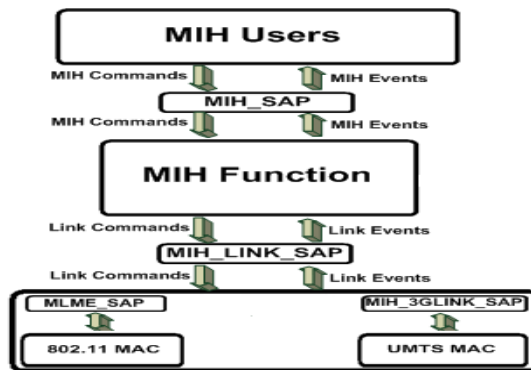 MIH Users
MIH Commands MIH Events
MIH_SAP
MIH Commands MIH Events
MIH Function
Link Commands Link Events
MIH_LINK_SAP
Link Commands Link Events
MLME_SAP MIH_3GLINK_SAP
802.11 MAC UMTS MAC